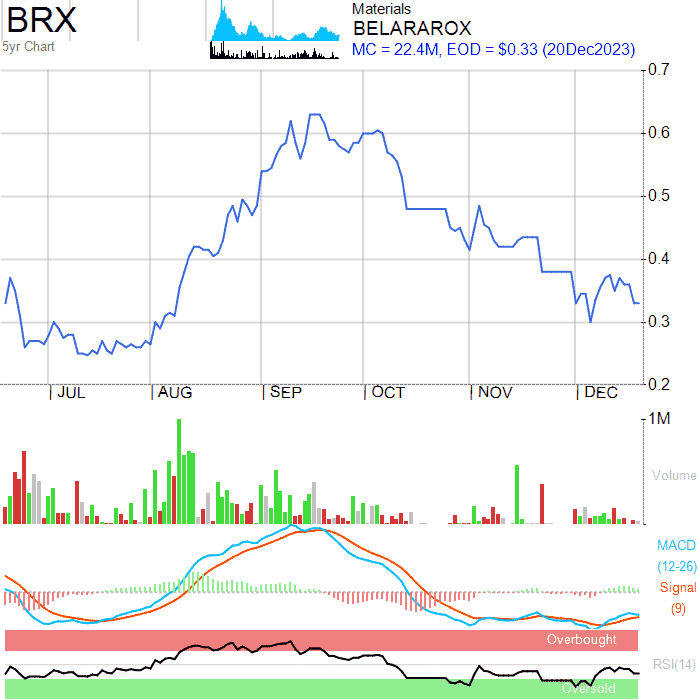 BRX
5yr Chart
Materials
BELARAROX
MC = 22.4M, EOD = $0.33 (20Dec2023)
0.7
0.6
0.5
0.4
0.3
0.2
JUL AUG SEP OCT NOV DEC
1M
Volume
MACD
(12-26)
Signal
(9)
Overbought
RSI(14)
Oversold